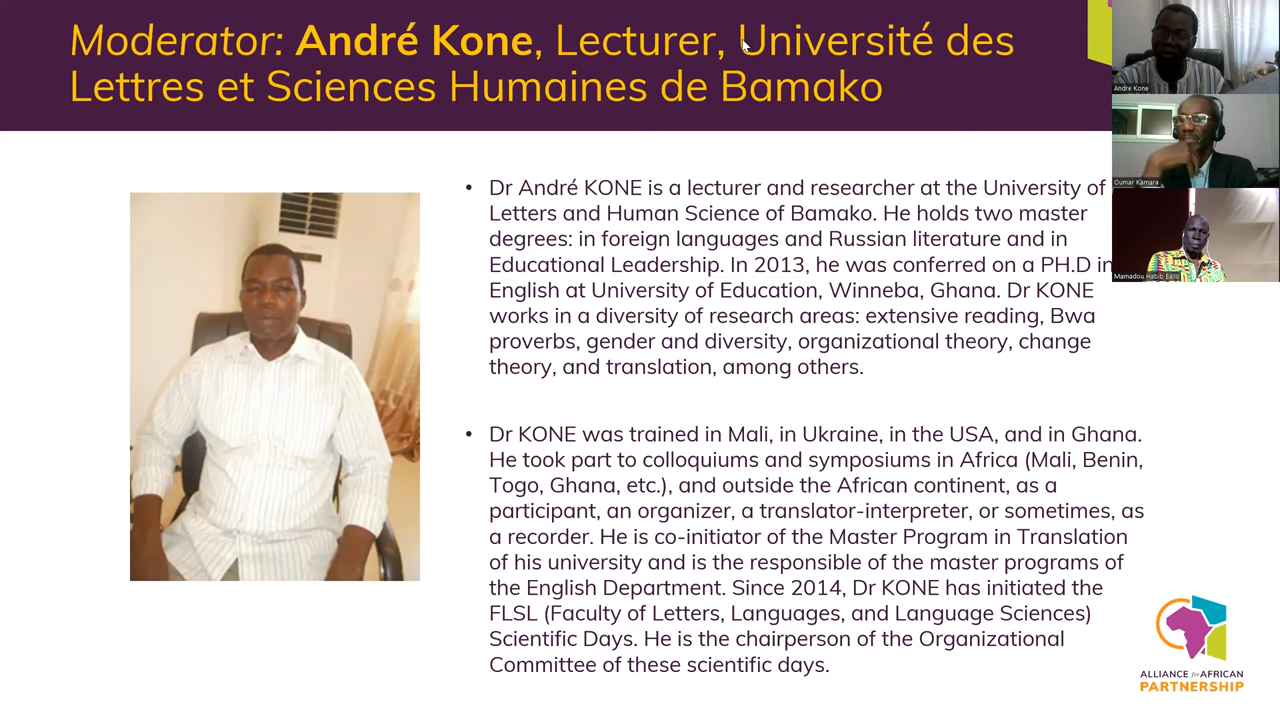 Moderator: André Kone, Lecturer, Université des
Lettres et Sciences Humaines de Bamako
• Dr André KONE is a lecturer and researcher at the University of
Letters and Human Science of Bamako. He holds two master
degrees: in foreign languages and Russian literature and in
Educational Leadership. In 2013, he was conferred on a PH.D in
English at University of Education, Winneba, Ghana. Dr KONE
works in a diversity of research areas: extensive reading, Bwa
proverbs, gender and diversity, organizational theory, change
theory, and translation, among others.
• Dr KONE was trained in Mali, in Ukraine, in the USA, and in Ghana.
He took part to colloquiums and symposiums in Africa (Mali, Benin,
Togo, Ghana, etc.), and outside the African continent, as a
participant, an organizer, a translator-interpreter, or sometimes, as
a recorder. He is co-initiator of the Master Program in Translation
of his university and is the responsible of the master programs of
the English Department. Since 2014, Dr KONE has initiated the
FLSL (Faculty of Letters, Languages, and Language Sciences)
Scientific Days. He is the chairperson of the Organizational
Committee of these scientific days.
Andre Kone
Oumar Kamara
Mamadou Habib Ballo
ALLIANCE for AFRICAN
PARTNERSHIP